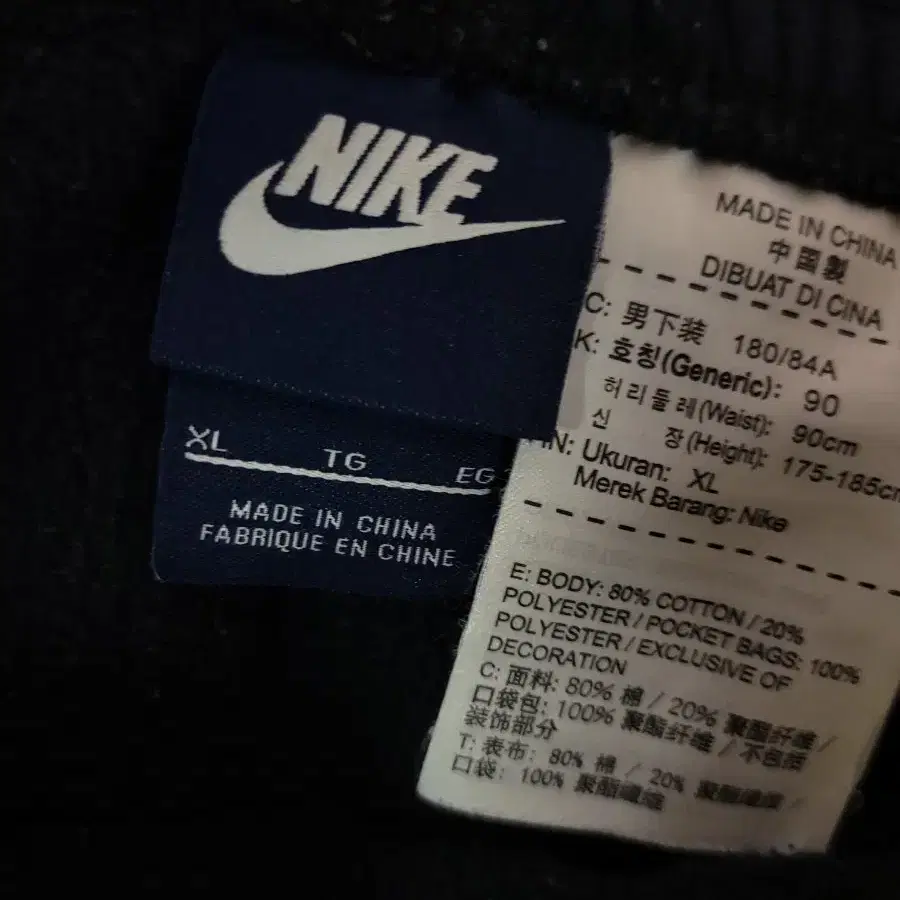 NIKE
XL TG EG
MADE IN CHINA
FABRIQUE EN CHINE
MADE IN CHINA
中国製
DIBUAT DI CINA
C: 男下装 180/84A
K: 호칭(Generic): 90
허리둘레(Waist): 90cm
신 장(Height): 175-185cm
IN: Ukuran: XL
Merek Barang: Nike
E: BODY: 80% COTTON / 20%
POLYESTER / POCKET BAGS: 100%
POLYESTER / EXCLUSIVE OF
DECORATION
C: 面料: 80% 棉 / 20% 聚酯纤维 /
口袋包: 100% 聚酯纤维 / 不包括
装饰部分
T: 表布: 80% 棉 / 20% 聚酯纖維 /
口袋: 100% 聚酯纖維